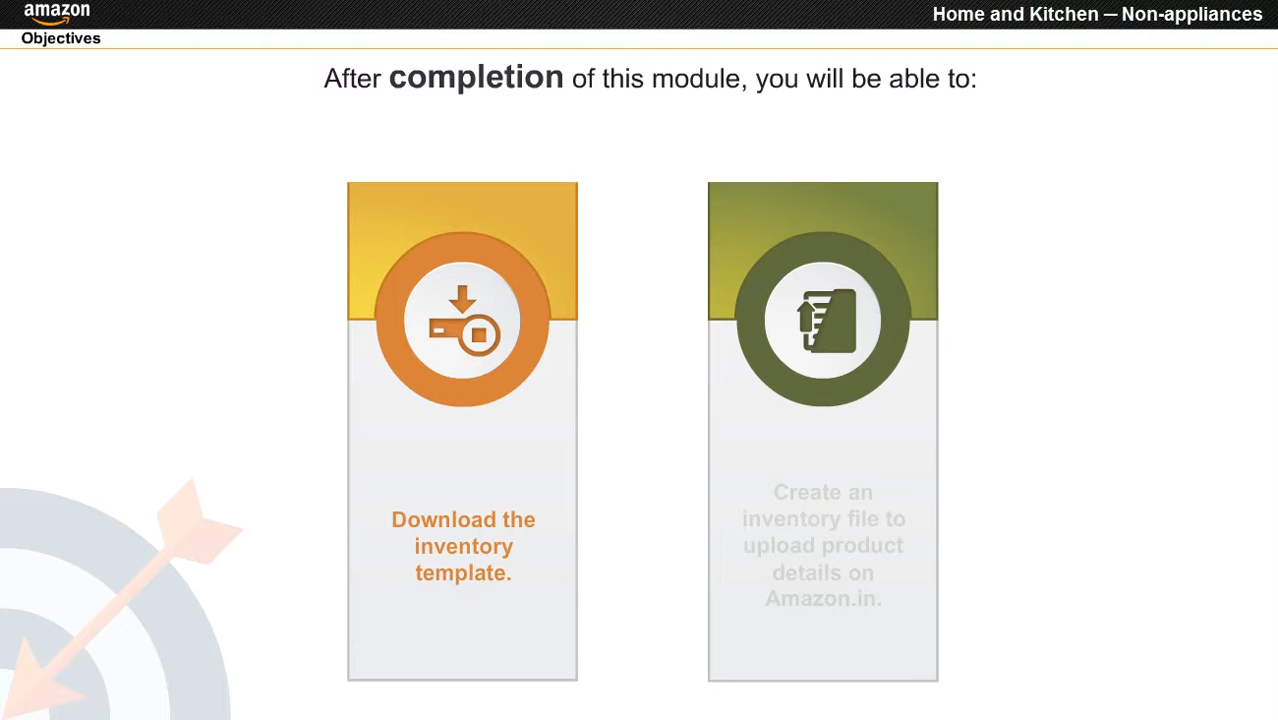 amazon
Home and Kitchen — Non-appliances
Objectives
After completion of this module, you will be able to:
Download the
inventory
template.
Create an
inventory file to
upload product
details on
Amazon.in.